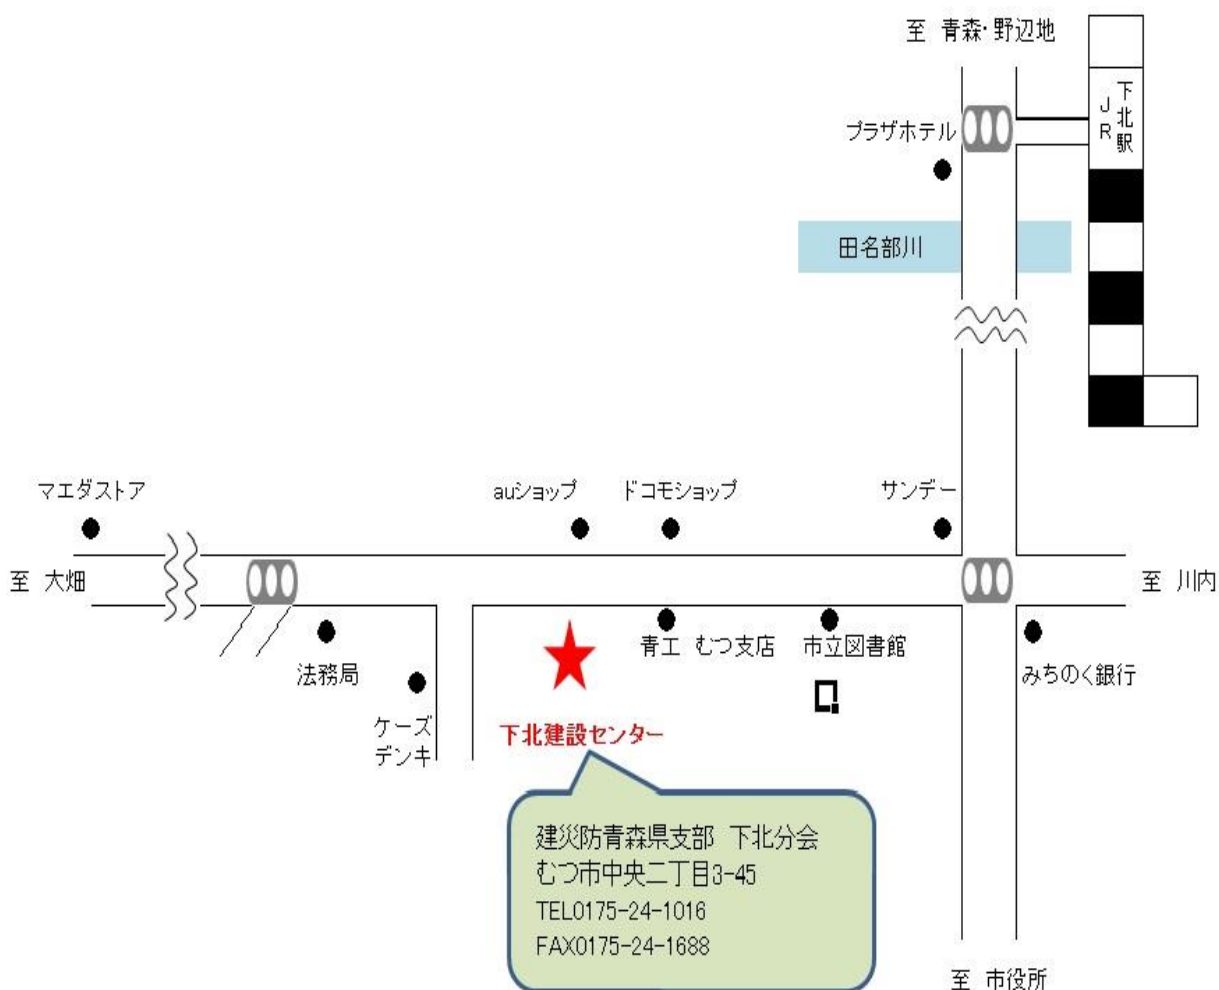 至 青森・野辺地
JR
下北駅
プラザホテル
田名部川
マエダストア
auショップ
ドコモショップ
サンデー
至 大畑
至 川内
法務局
青工 むつ支店
市立図書館
みちのく銀行
ケーズ
デンキ
下北建設センター
建災防青森県支部 下北分会
むつ市中央二丁目3-45
TEL0175-24-1016
FAX0175-24-1688
至 市役所